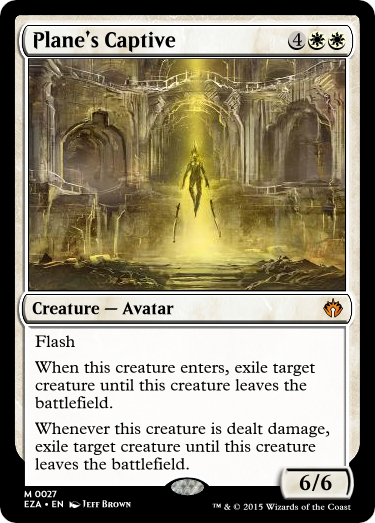 Plane's Captive 4
Creature — Avatar
Flash
When this creature enters, exile target
creature until this creature leaves the
battlefield.
Whenever this creature is dealt damage,
exile target creature until this creature
leaves the battlefield.
6/6
M 0027
EZA • EN Jeff Brown
™ & © 2015 Wizards of the Coast